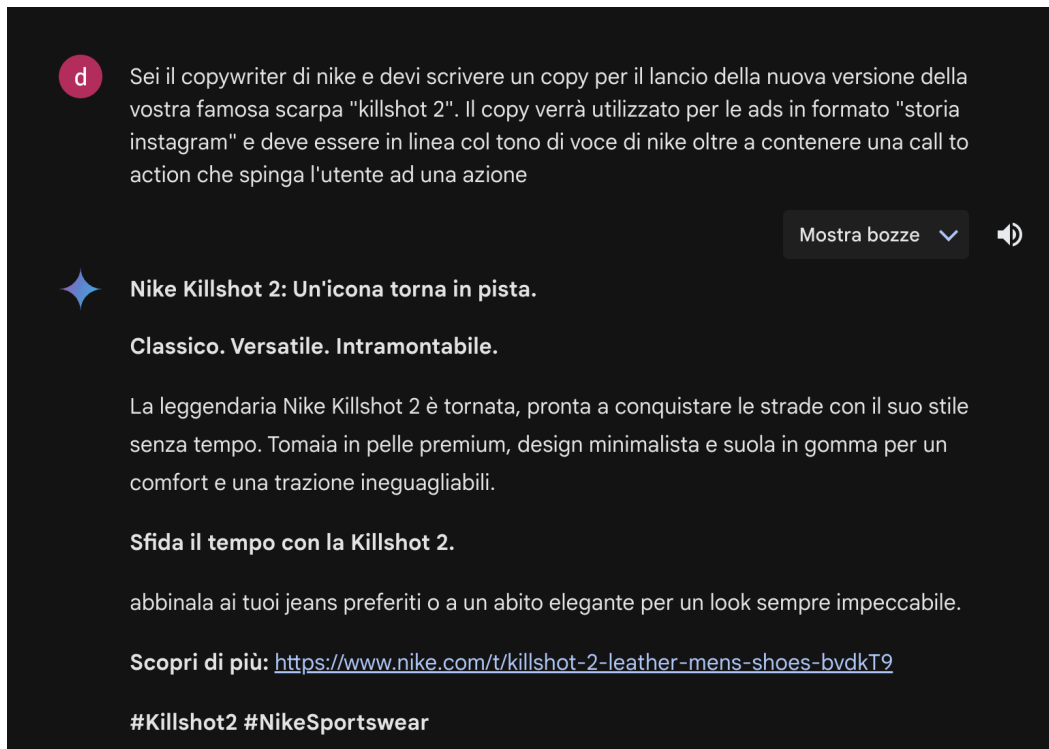 d
Sei il copywriter di nike e devi scrivere un copy per il lancio della nuova versione della
vostra famosa scarpa "killshot 2". Il copy verrà utilizzato per le ads in formato "storia
instagram" e deve essere in linea col tono di voce di nike oltre a contenere una call to
action che spinga l'utente ad una azione
Mostra bozze
Nike Killshot 2: Un'icona torna in pista.
Classico. Versatile. Intramontabile.
La leggendaria Nike Killshot 2 è tornata, pronta a conquistare le strade con il suo stile
senza tempo. Tomaia in pelle premium, design minimalista e suola in gomma per un
comfort e una trazione ineguagliabili.
Sfida il tempo con la Killshot 2.
abbinala ai tuoi jeans preferiti o a un abito elegante per un look sempre impeccabile.
Scopri di più: https://www.nike.com/t/killshot-2-leather-mens-shoes-bvdkT9
#Killshot2 #NikeSportswear